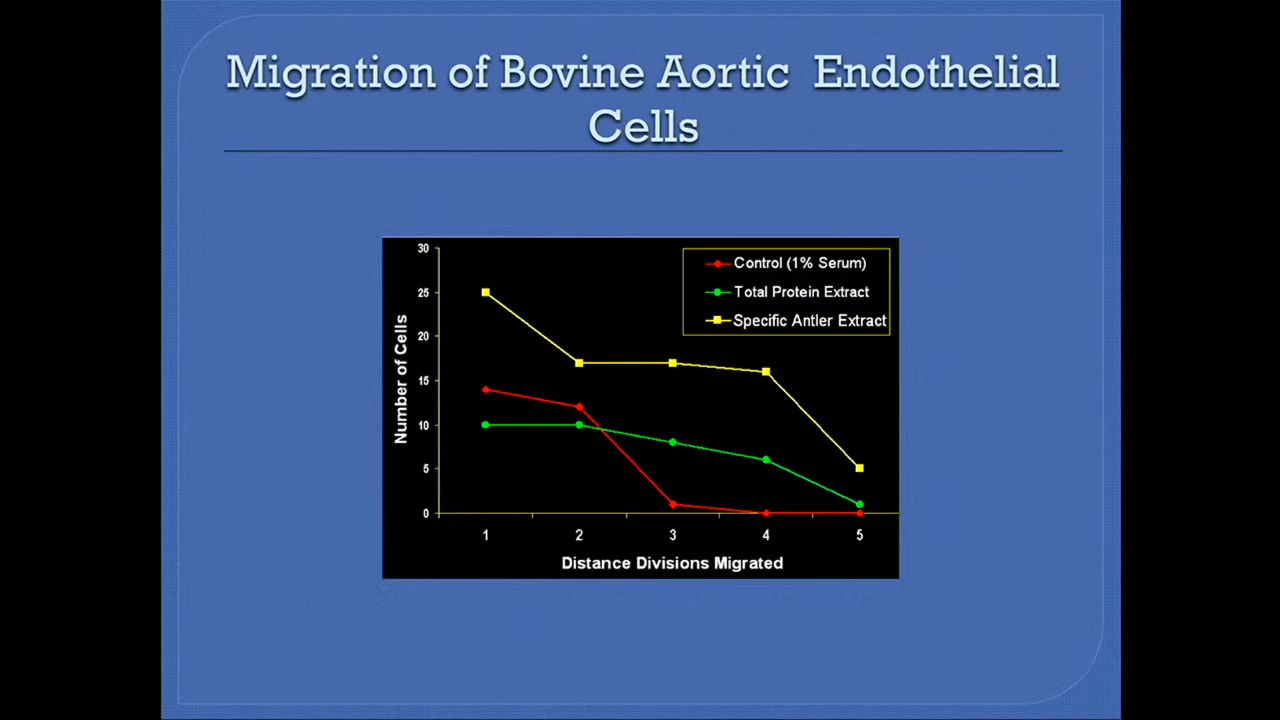 Migration of Bovine Aortic Endothelial
Cells
30
25
20
15
10
5
0
Number of Cells
Control (1% Serum)
Total Protein Extract
Specific Antler Extract
1 2 3 4 5
Distance Divisions Migrated